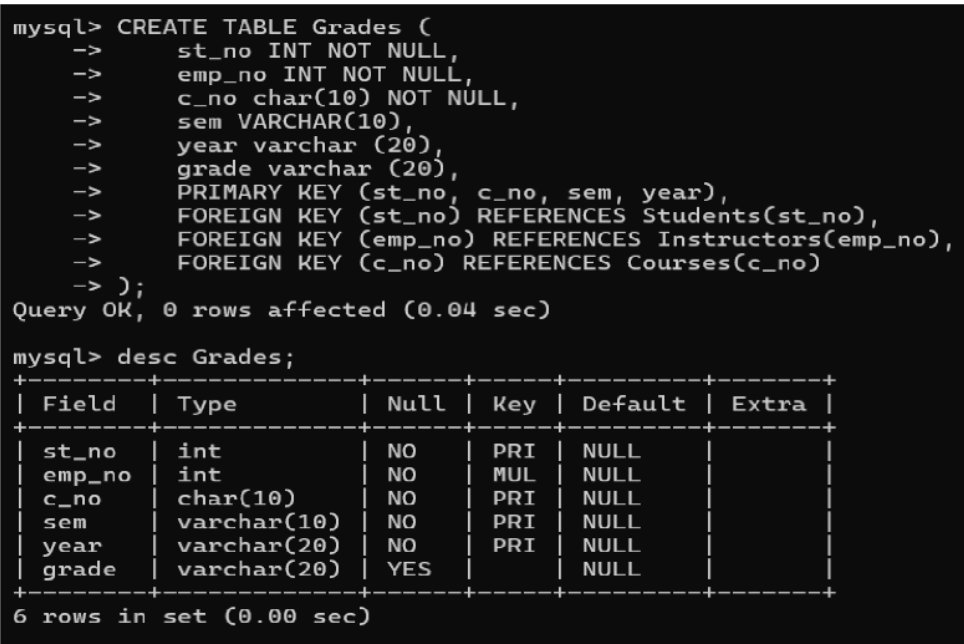 mysql> CREATE TABLE Grades (
    ->     st_no INT NOT NULL,
    ->     emp_no INT NOT NULL,
    ->     c_no char(10) NOT NULL,
    ->     sem VARCHAR(10),
    ->     year varchar (20),
    ->     grade varchar (20),
    ->     PRIMARY KEY (st_no, c_no, sem, year),
    ->     FOREIGN KEY (st_no) REFERENCES Students(st_no),
    ->     FOREIGN KEY (emp_no) REFERENCES Instructors(emp_no),
    ->     FOREIGN KEY (c_no) REFERENCES Courses(c_no)
    -> );
Query OK, 0 rows affected (0.04 sec)

mysql> desc Grades;
+--------+-------------+------+-----+---------+-------+
| Field  | Type        | Null | Key | Default | Extra |
+--------+-------------+------+-----+---------+-------+
| st_no  | int         | NO   | PRI | NULL    |       |
| emp_no | int         | NO   | MUL | NULL    |       |
| c_no   | char(10)    | NO   | PRI | NULL    |       |
| sem    | varchar(10) | NO   | PRI | NULL    |       |
| year   | varchar(20) | NO   | PRI | NULL    |       |
| grade  | varchar(20) | YES  |     | NULL    |       |
+--------+-------------+------+-----+---------+-------+
6 rows in set (0.00 sec)